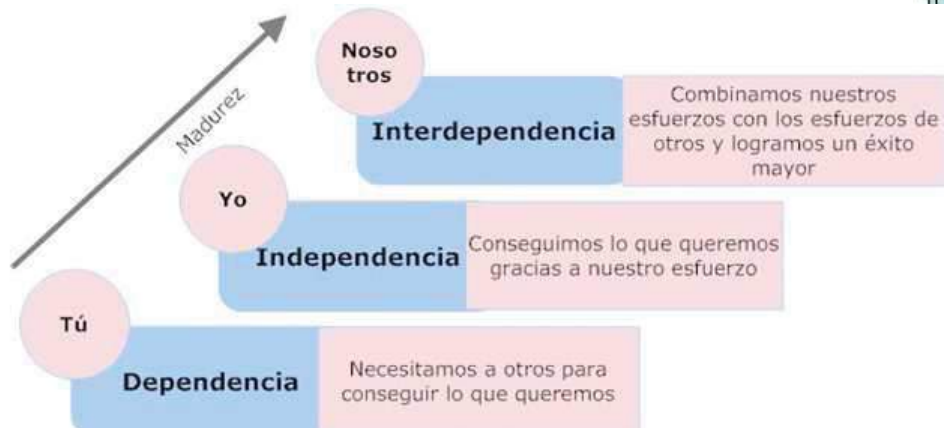 Noso
tros
Interdependencia
Combinamos nuestros
esfuerzos con los esfuerzos de
otros y logramos un éxito
mayor
Madurez
Yo
Independencia
Conseguimos lo que queremos
gracias a nuestro esfuerzo
Tú
Dependencia
Necesitamos a otros para
conseguir lo que queremos